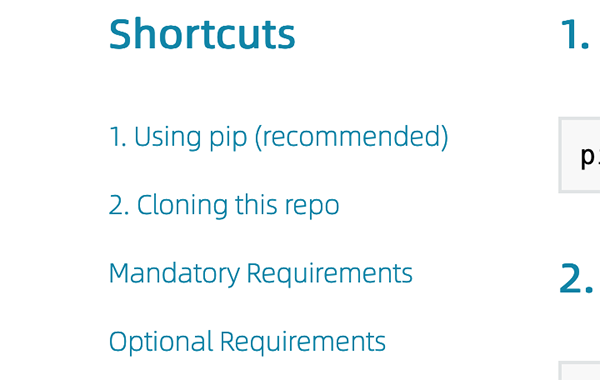 Shortcuts
1. Using pip (recommended)
2. Cloning this repo
Mandatory Requirements
Optional Requirements
1.
2.